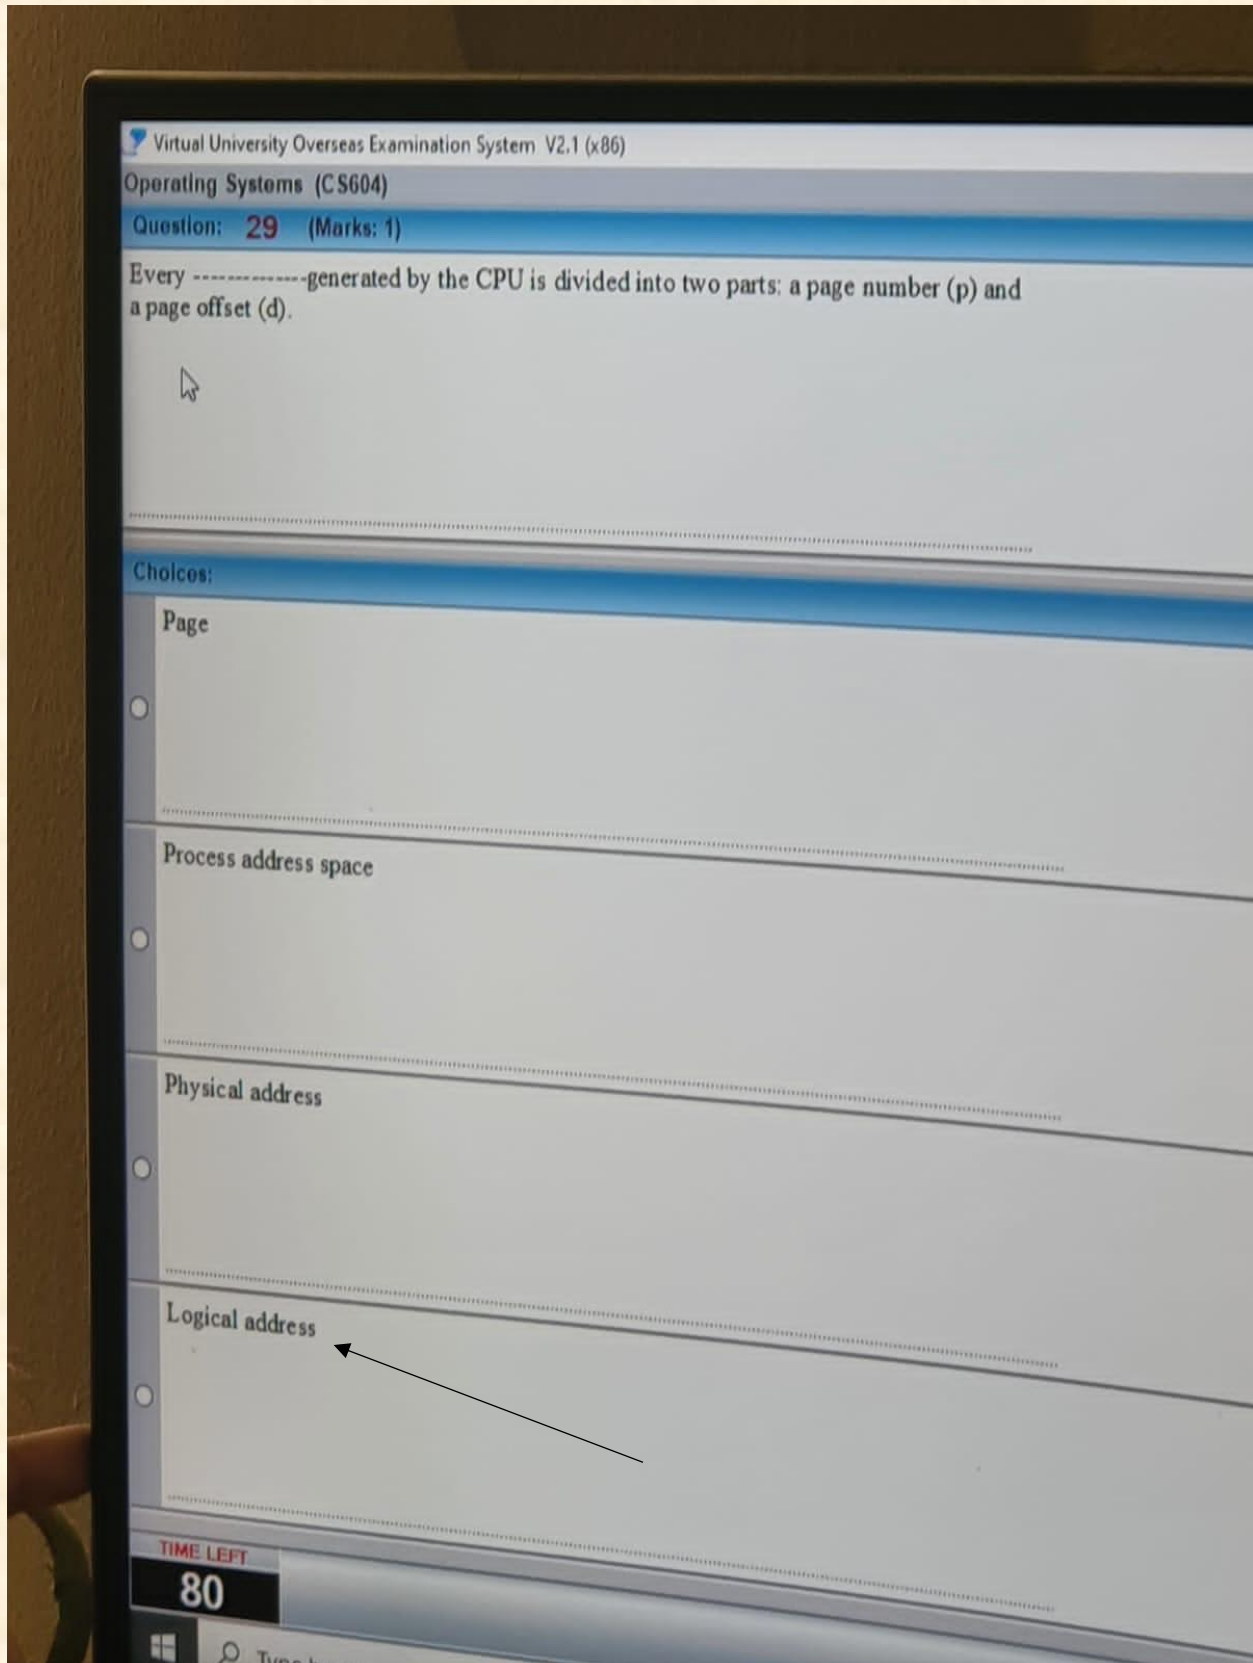 Virtual University Overseas Examination System V2.1 (x86)
Operating Systems (CS604)
Question: 29 (Marks: 1)
Every -------------generated by the CPU is divided into two parts: a page number (p) and
a page offset (d).
Choices:
Page
Process address space
Physical address
Logical address
TIME LEFT
80